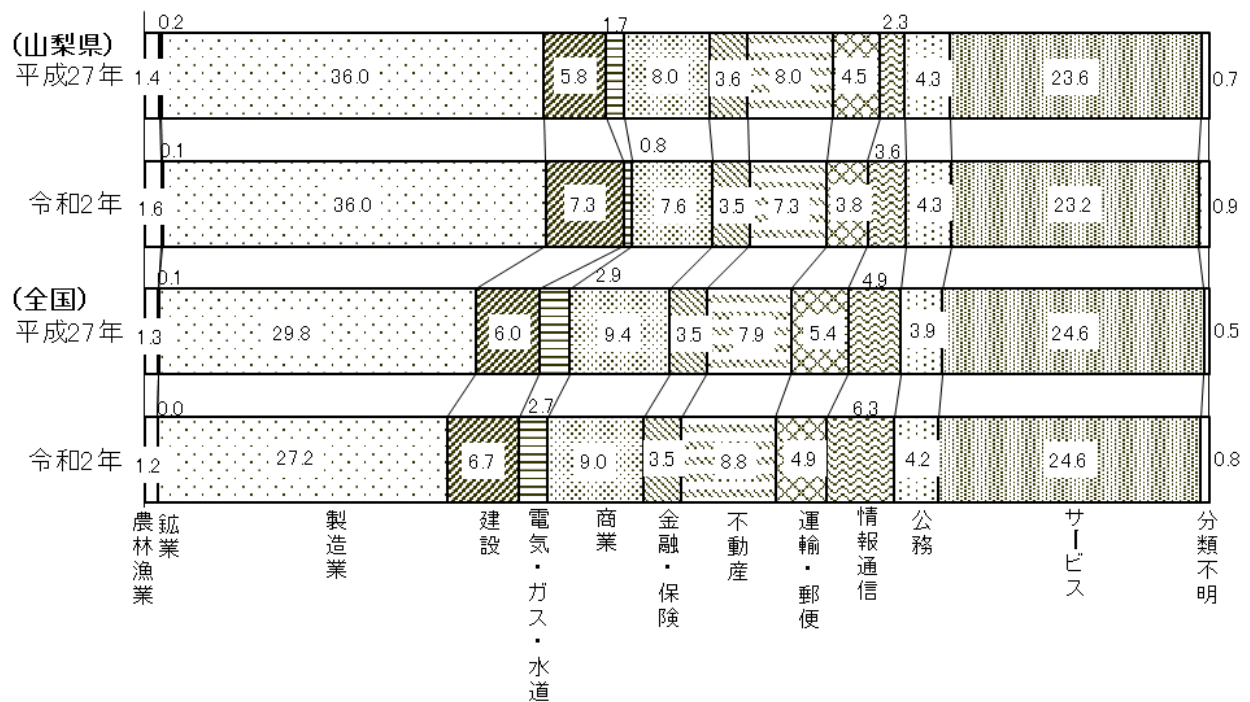 0.2 1.7 2.3
(山梨県)
平成27年 1.4 36.0 5.8 8.0 3.6 8.0 4.5 4.3 23.6 0.7
0.1 0.8 3.6
令和2年 1.6 36.0 7.3 7.6 3.5 7.3 3.8 4.3 23.2 0.9
0.1 2.9 4.9
(全国)
平成27年 1.3 29.8 6.0 9.4 3.5 7.9 5.4 3.9 24.6 0.5
0.0 2.7 6.3
令和2年 1.2 27.2 6.7 9.0 3.5 8.8 4.9 4.2 24.6 0.8
農林漁業
鉱業
製造業
建設
電気・ガス・水道
商業
金融・保険
不動産
運輸・郵便
情報通信
公務
サービス
分類不明